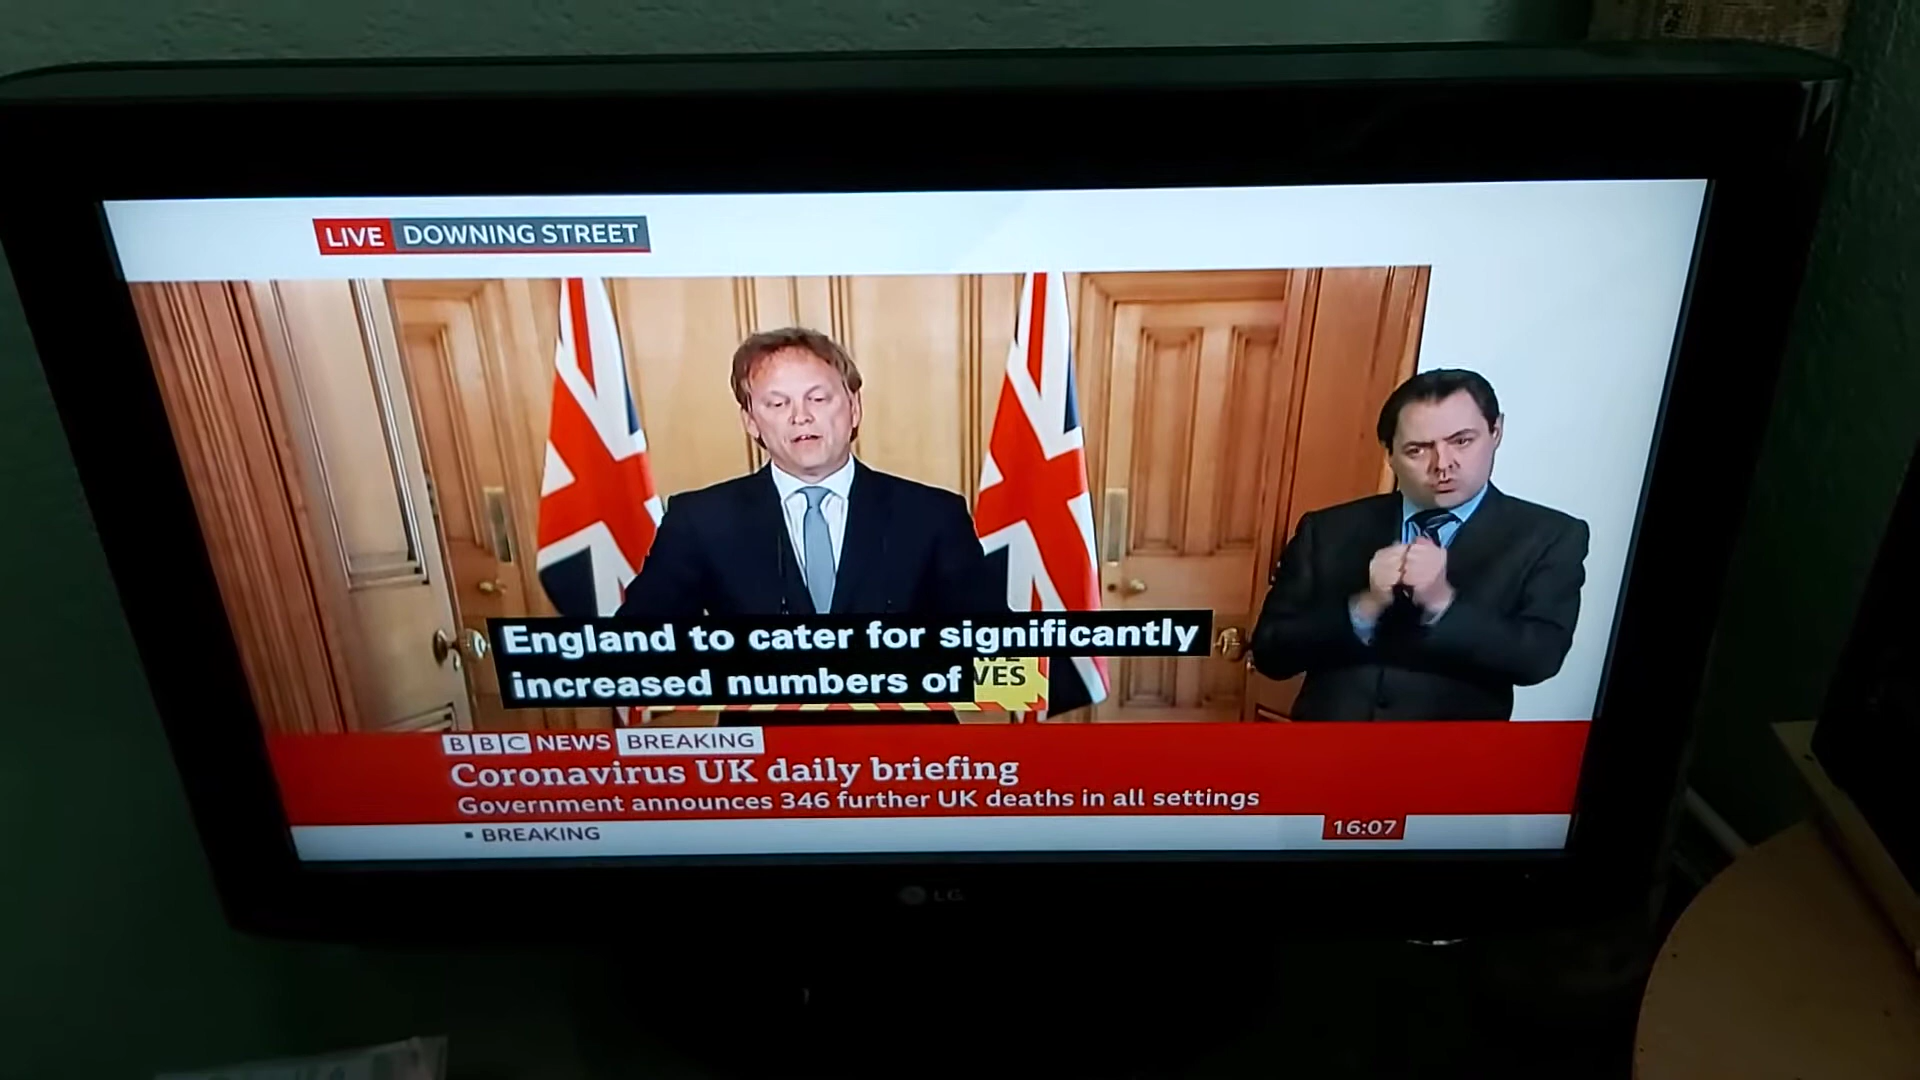 LIVE DOWNING STREET
England to cater for significantly
increased numbers of
VES
BBC NEWS BREAKING
Coronavirus UK daily briefing
Government announces 346 further UK deaths in all settings
▪ BREAKING
16:07
LG